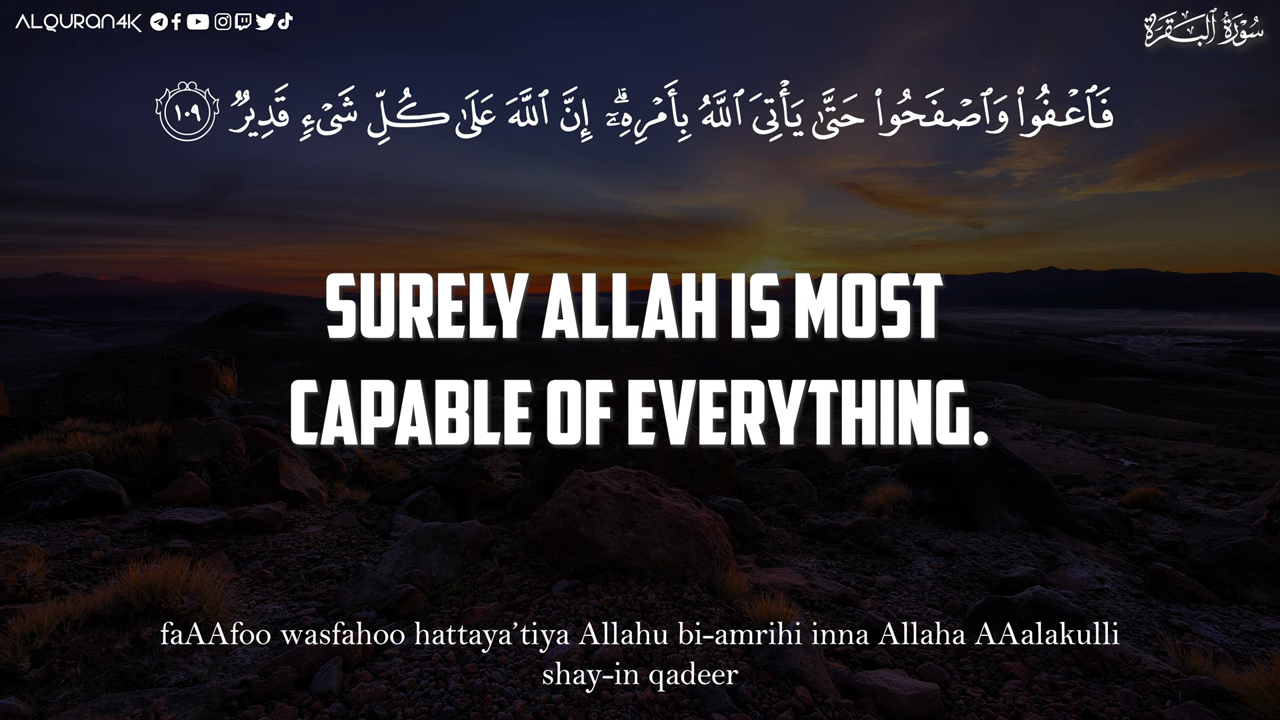 ALQURAN4K
سُورَةُ ٱلْبَقَرَةِ
فَٱعْفُوا۟ وَٱصْفَحُوا۟ حَتَّىٰ يَأْتِىَ ٱللَّهُ بِأَمْرِهِۦٓ ۗ إِنَّ ٱللَّهَ عَلَىٰ كُلِّ شَىْءٍ قَدِيرٌ ١٠٩
SURELY ALLAH IS MOST
CAPABLE OF EVERYTHING.
faAAfoo wasfahoo hattaya’tiya Allahu bi-amrihi inna Allaha AAalakulli
shay-in qadeer